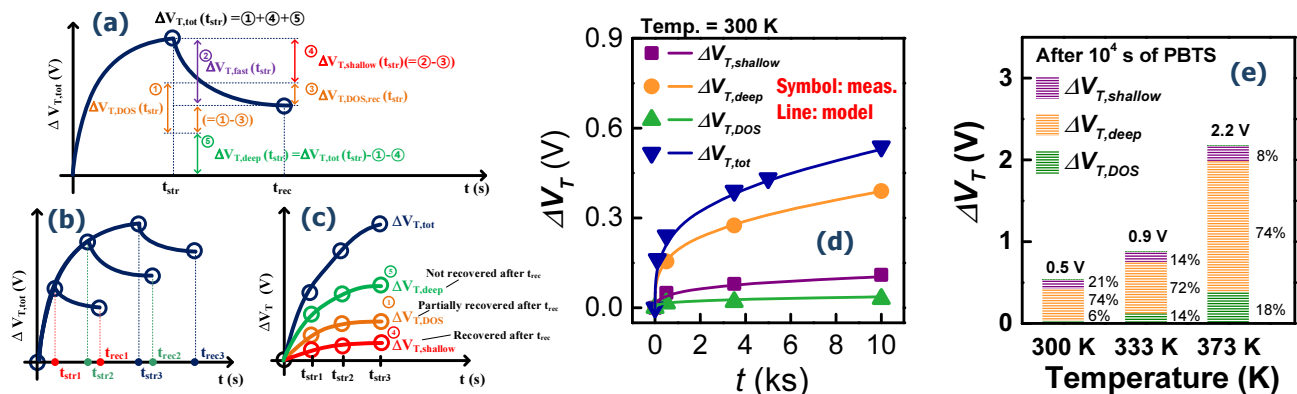 (a)
ΔV_T,tot (t_str) =①+④+⑤
ΔV_T,tot (V)
②
ΔV_T,fast(t_str)
④
ΔV_T,shallow(t_str)(=②-③)
①
ΔV_T,DOS(t_str)
③
ΔV_T,DOS,rec(t_str)
(=①-③)
⑤
ΔV_T,deep(t_str)=ΔV_T,tot (t_str)-①-④
t_str
t_rec
t (s)
(b)
ΔV_T,tot (V)
t_rec1
t_rec2
t_rec3
t_str1
t_str2
t_str3
t (s)
(c)
ΔV_T (V)
ΔV_T,tot
⑤
Not recovered after t_rec
ΔV_T,deep
①
Partially recovered after t_rec
ΔV_T,DOS
④
Recovered after t_rec
ΔV_T,shallow
t_str1
t_str2
t_str3
t (s)
Temp. = 300 K
ΔV_T (V)
0.9
0.6
0.3
0.0
ΔV_T,shallow
ΔV_T,deep
ΔV_T,DOS
ΔV_T,tot
Symbol: meas.
Line: model
(d)
0 2 4 6 8 10
t (ks)
After 10⁴ s of PBTS
(e)
ΔV_T (V)
3
2
1
0
ΔV_T,shallow
ΔV_T,deep
ΔV_T,DOS
0.5 V
21%
74%
6%
0.9 V
14%
72%
14%
2.2 V
8%
74%
18%
300 K 333 K 373 K
Temperature (K)